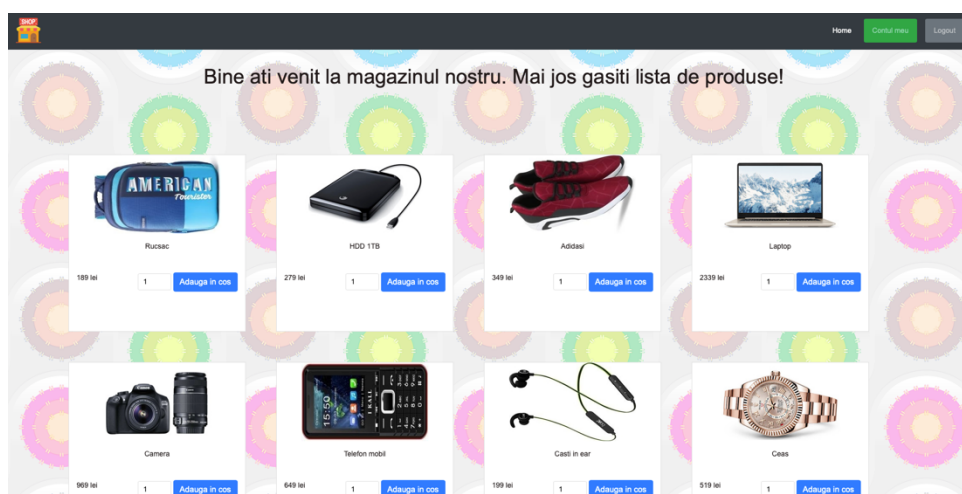 SHOP
Home
Contul meu
Logout
Bine ati venit la magazinul nostru. Mai jos gasiti lista de produse!
AMERICAN
Tourister
Rucsac
HDD 1TB
Adidasi
Laptop
189 lei
1
Adauga in cos
279 lei
1
Adauga in cos
349 lei
1
Adauga in cos
2339 lei
1
Adauga in cos
15:50
I KALL
Camera
Telefon mobil
Casti in ear
Ceas
969 lei
1
Adauga in cos
649 lei
1
Adauga in cos
199 lei
1
Adauga in cos
519 lei
1
Adauga in cos